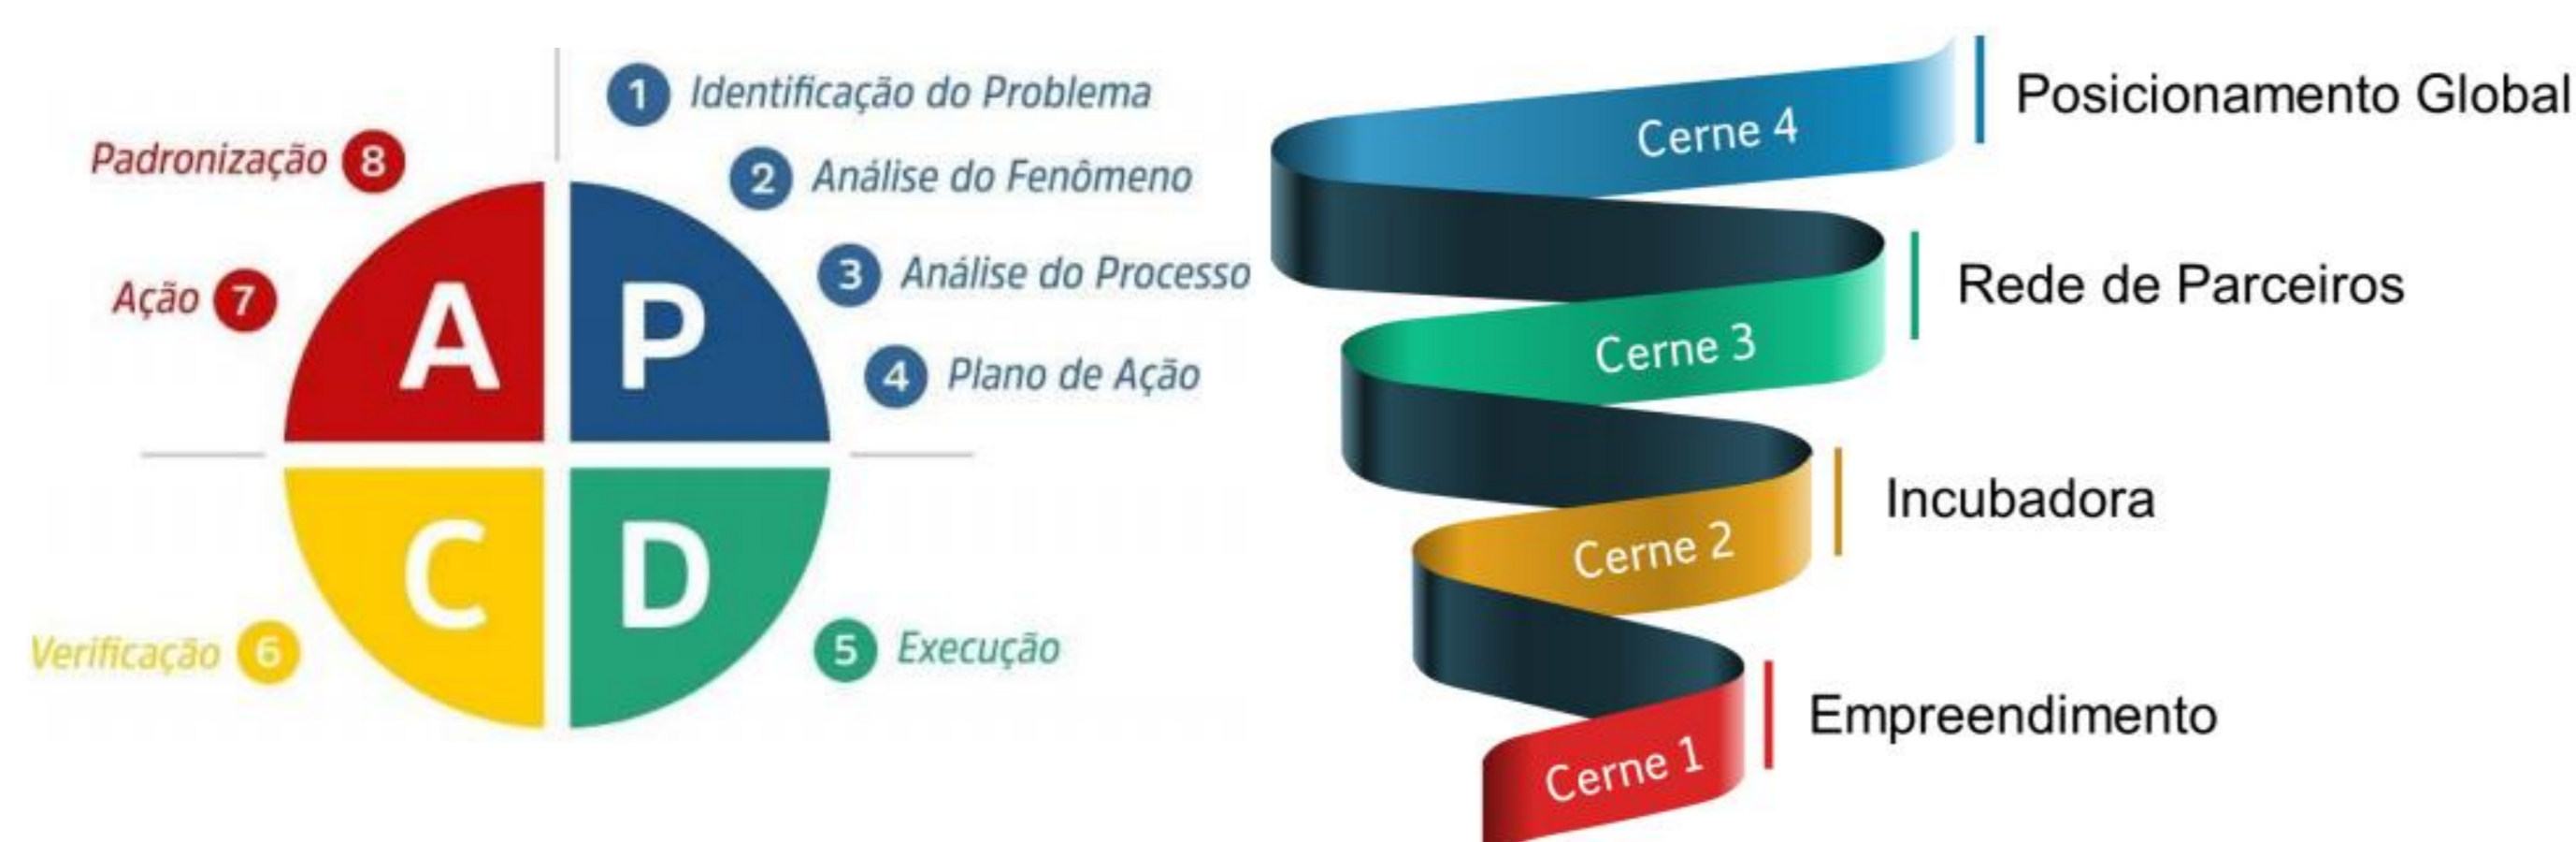 1 Identificação do Problema
2 Análise do Fenômeno
3 Análise do Processo
4 Plano de Ação
5 Execução
Verificação 6
Ação 7
Padronização 8
A P
C D
Cerne 4 Posicionamento Global
Cerne 3 Rede de Parceiros
Cerne 2 Incubadora
Cerne 1 Empreendimento